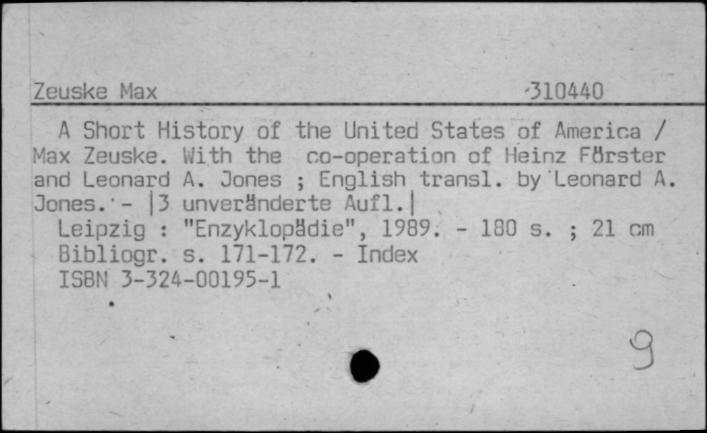 Zeuske Max 310440
A Short History of the United States of America /
Max Zeuske. With the co-operation of Heinz Förster
and Leonard A. Jones ; English transl. by Leonard A.
Jones. - |3 unveränderte Aufl.|
Leipzig : "Enzyklopädie", 1989. - 180 s. ; 21 cm
Bibliogr. s. 171-172. - Index
ISBN 3-324-00195-1
9